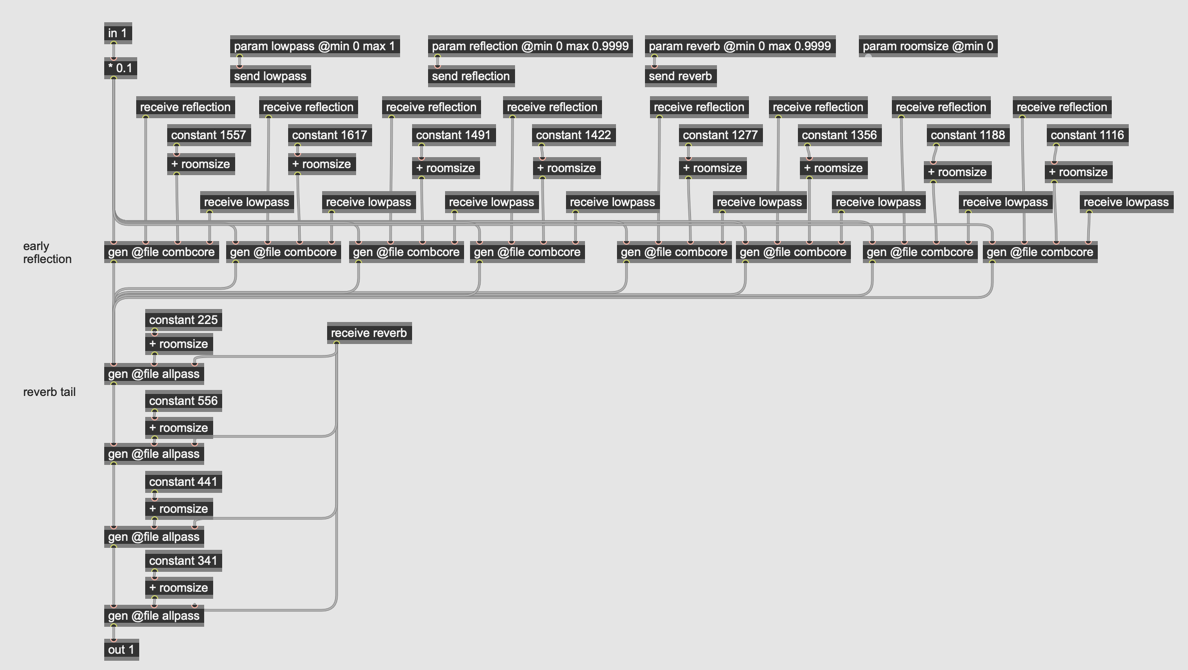 in 1
* 0.1
param lowpass @min 0 max 1
param reflection @min 0 max 0.9999
param reverb @min 0 max 0.9999
param roomsize @min 0
send lowpass
send reflection
send reverb
receive reflection
receive reflection
receive reflection
receive reflection
receive reflection
receive reflection
receive reflection
receive reflection
constant 1557
constant 1617
constant 1491
constant 1422
constant 1277
constant 1356
constant 1188
constant 1116
+ roomsize
+ roomsize
+ roomsize
+ roomsize
+ roomsize
+ roomsize
+ roomsize
+ roomsize
receive lowpass
receive lowpass
receive lowpass
receive lowpass
receive lowpass
receive lowpass
receive lowpass
receive lowpass
early
reflection
gen @file combcore
gen @file combcore
gen @file combcore
gen @file combcore
gen @file combcore
gen @file combcore
gen @file combcore
gen @file combcore
constant 225
receive reverb
+ roomsize
gen @file allpass
reverb tail
constant 556
+ roomsize
gen @file allpass
constant 441
+ roomsize
gen @file allpass
constant 341
+ roomsize
gen @file allpass
out 1